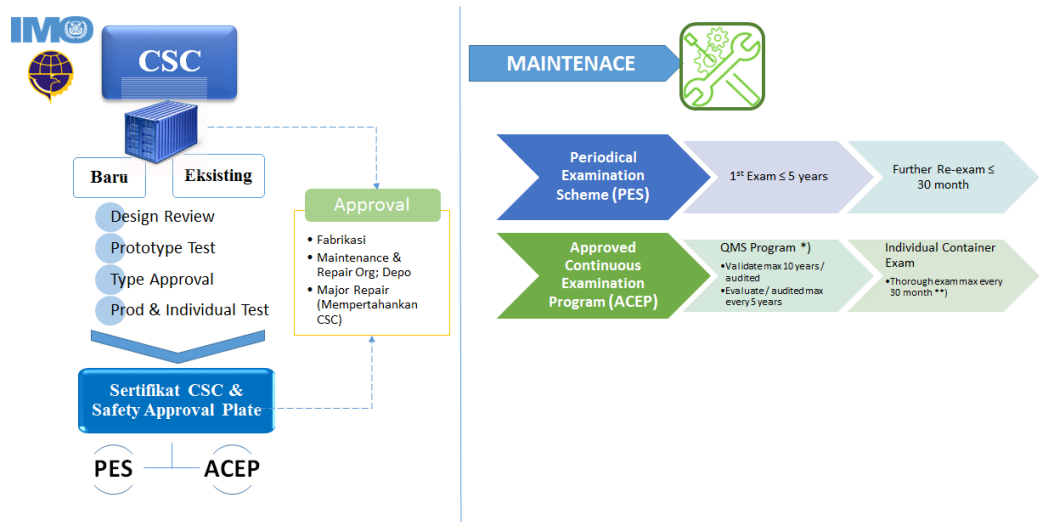 IMO
CSC
Baru
Eksisting
Design Review
Prototype Test
Type Approval
Prod & Individual Test
Sertifikat CSC &
Safety Approval Plate
PES
ACEP
Approval
• Fabrikasi
• Maintenance &
Repair Org; Depo
• Major Repair
(Mempertahankan
CSC)
MAINTENACE
Periodical
Examination
Scheme (PES)
1st Exam ≤ 5 years
Further Re-exam ≤
30 month
Approved
Continuous
Examination
Program (ACEP)
QMS Program *)
•Validate max 10 years /
audited
•Evaluate / audited max
every 5 years
Individual Container
Exam
•Thorough exam max every
30 month **)